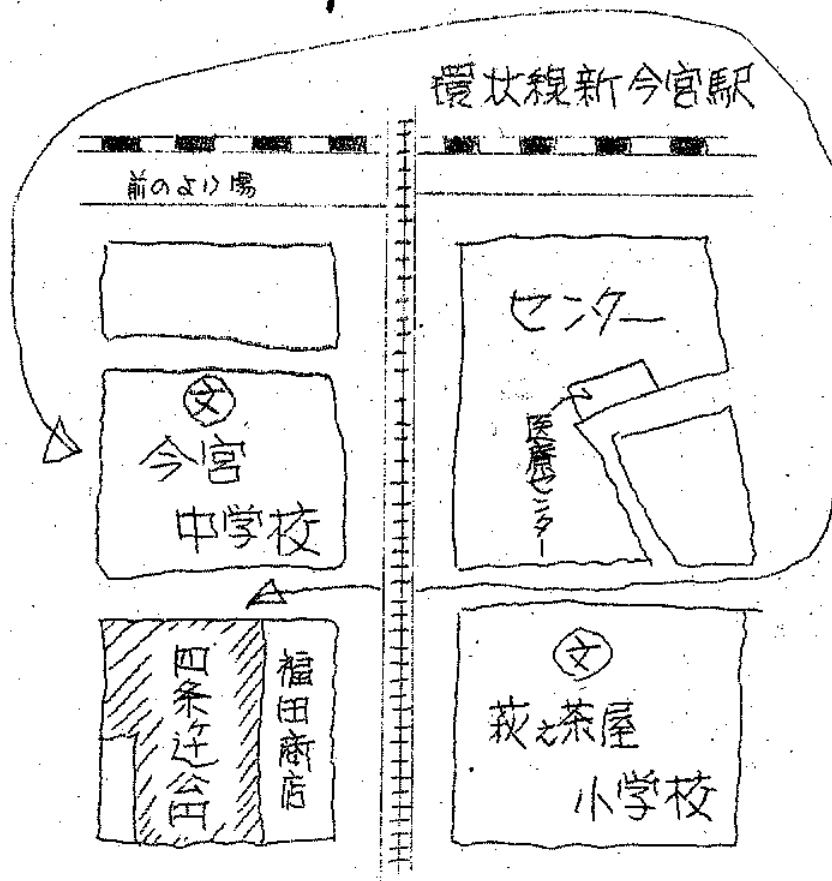 環状線新今宮駅
前のより場
センター
医療センター
文
今宮
中学校
四条辻公円
福田商店
文
萩之茶屋
小学校